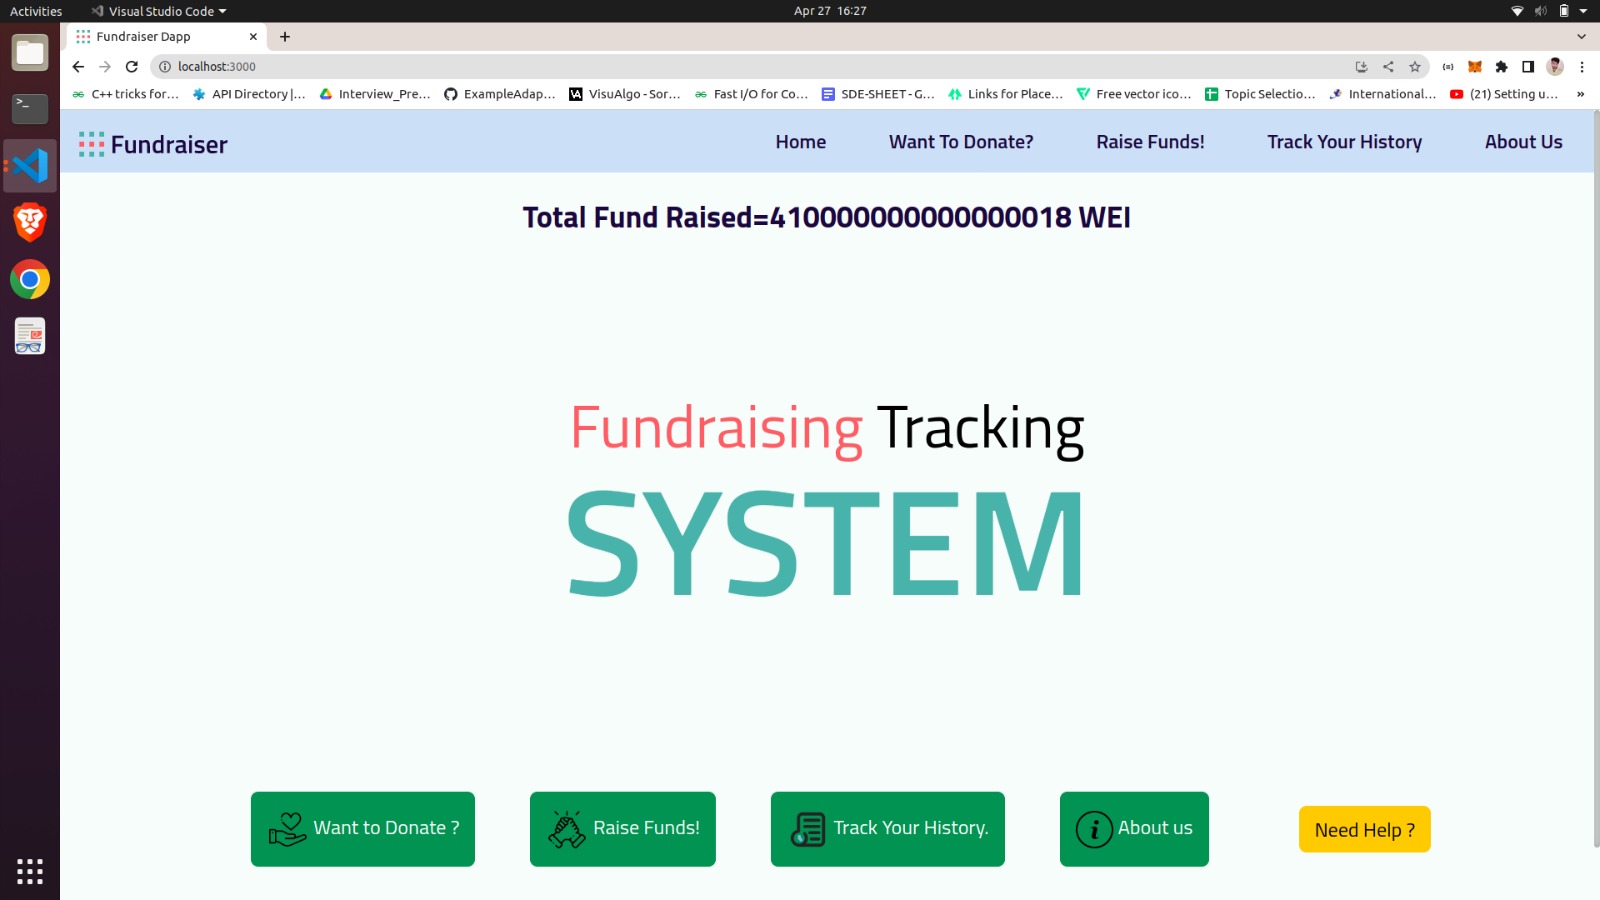 Activities Visual Studio Code Apr 27 16:27
Fundraiser Dapp
localhost:3000
C++ tricks for... API Directory |... Interview_Pre... ExampleAdap... VisuAlgo - Sor... Fast I/O for Co... SDE-SHEET - G... Links for Place... Free vector ico... Topic Selectio... International... (21) Setting u... »
Fundraiser Home Want To Donate? Raise Funds! Track Your History About Us
Total Fund Raised=410000000000000018 WEI
Fundraising Tracking
SYSTEM
Want to Donate ? Raise Funds! Track Your History. About us Need Help ?